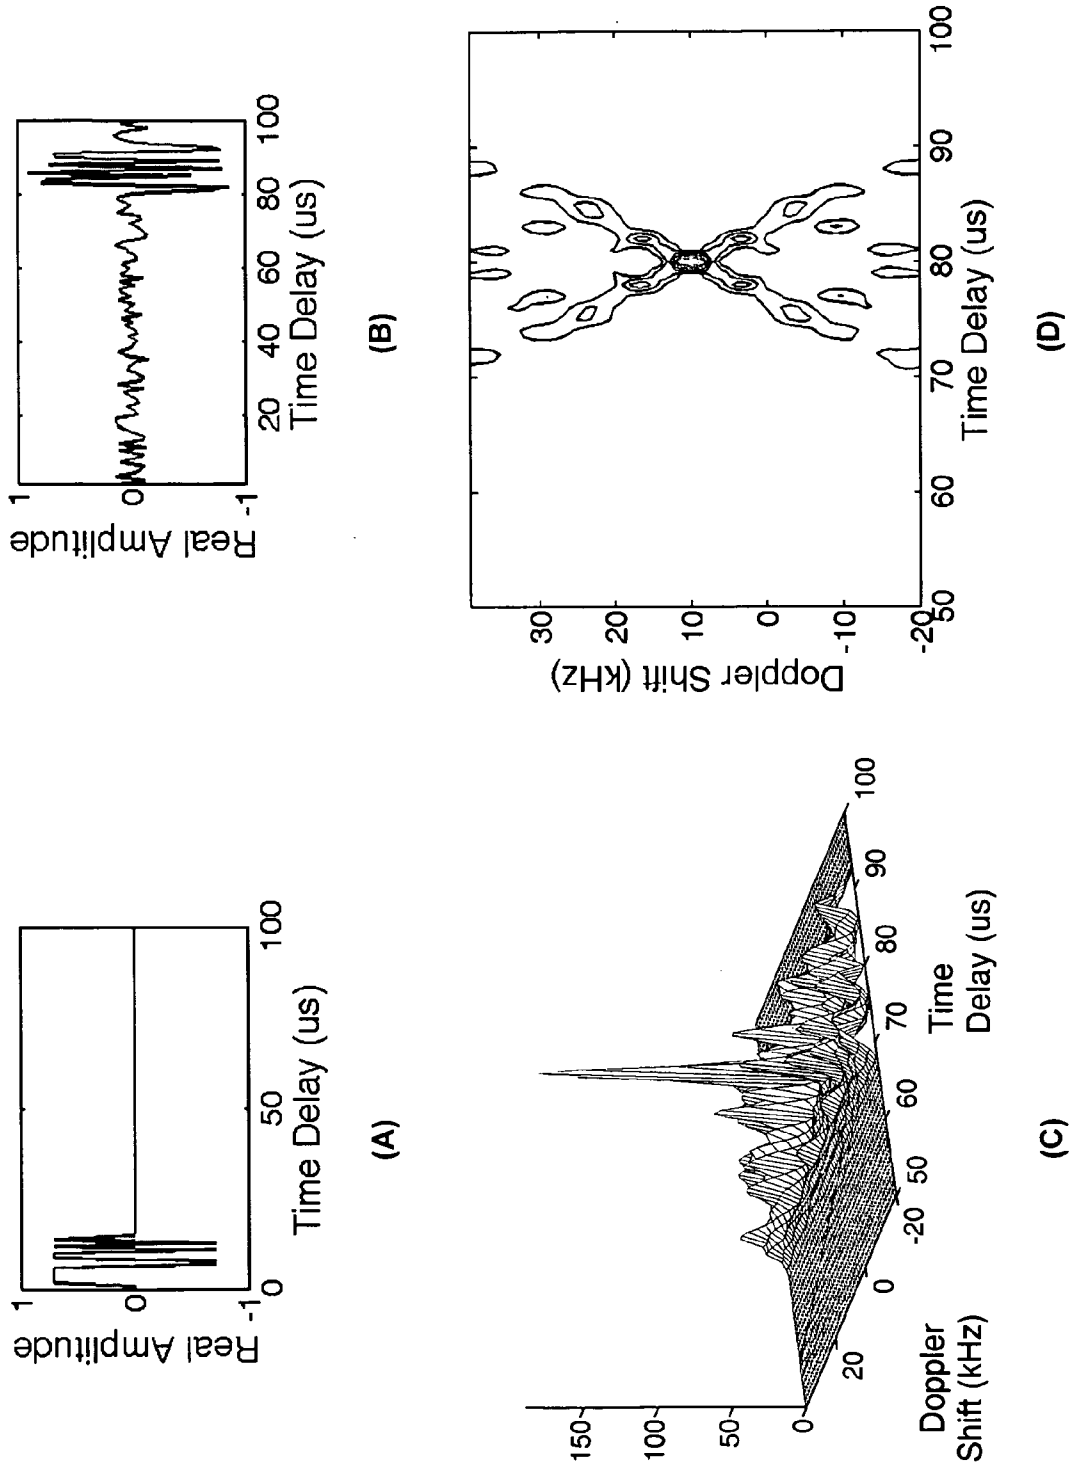 1
0
-1
Real Amplitude
0
50
100
Time Delay (us)
(A)
1
0
-1
Real Amplitude
20
40
60
80
100
Time Delay (us)
(B)
150
100
50
0
20
0
-20
Doppler
Shift (kHz)
50
60
70
80
90
100
Time
Delay (us)
(C)
30
20
10
0
-10
-20
Doppler Shift (kHz)
50
60
70
80
90
100
Time Delay (us)
(D)